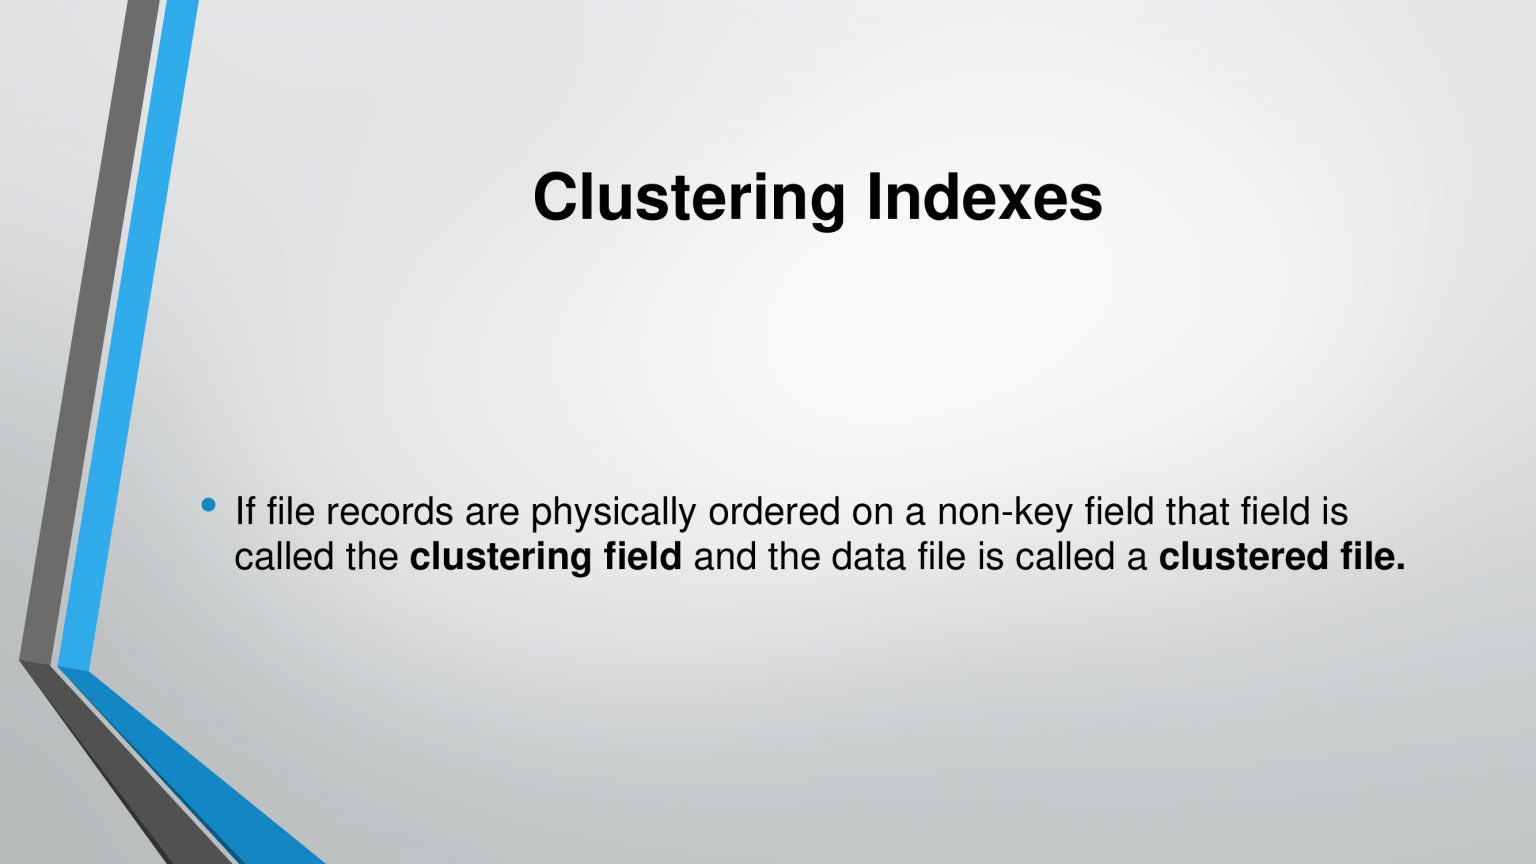 Clustering Indexes
• If file records are physically ordered on a non-key field that field is
called the clustering field and the data file is called a clustered file.